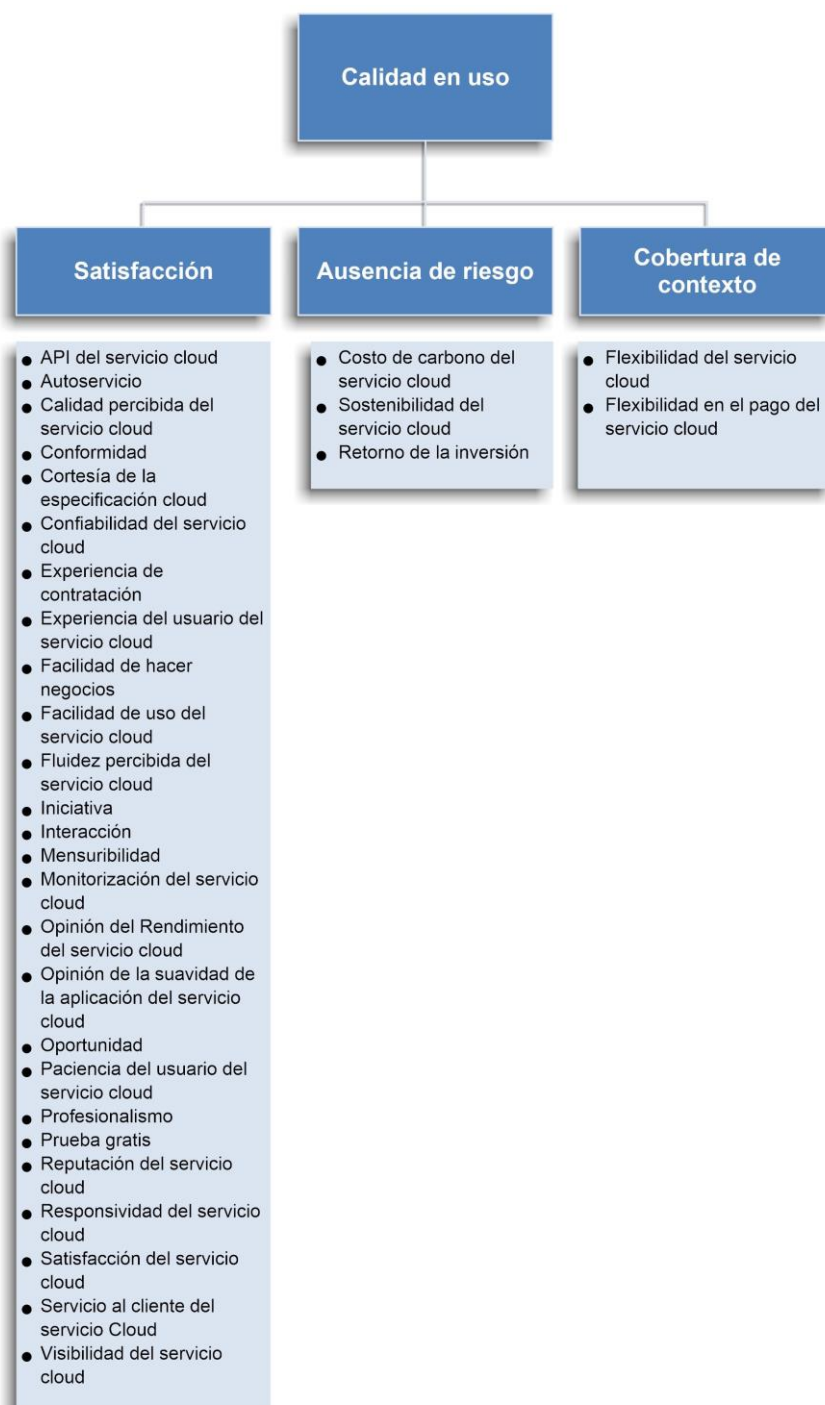 Calidad en uso
Satisfacción
Ausencia de riesgo
Cobertura de
contexto
● API del servicio cloud
● Autoservicio
● Calidad percibida del
servicio cloud
● Conformidad
● Cortesía de la
especificación cloud
● Confiabilidad del servicio
cloud
● Experiencia de
contratación
● Experiencia del usuario del
servicio cloud
● Facilidad de hacer
negocios
● Facilidad de uso del
servicio cloud
● Fluidez percibida del
servicio cloud
● Iniciativa
● Interacción
● Mensuribilidad
● Monitorización del servicio
cloud
● Opinión del Rendimiento
del servicio cloud
● Opinión de la suavidad de
la aplicación del servicio
cloud
● Oportunidad
● Paciencia del usuario del
servicio cloud
● Profesionalismo
● Prueba gratis
● Reputación del servicio
cloud
● Responsividad del servicio
cloud
● Satisfacción del servicio
cloud
● Servicio al cliente del
servicio Cloud
● Visibilidad del servicio
cloud
● Costo de carbono del
servicio cloud
● Sostenibilidad del
servicio cloud
● Retorno de la inversión
● Flexibilidad del servicio
cloud
● Flexibilidad en el pago del
servicio cloud